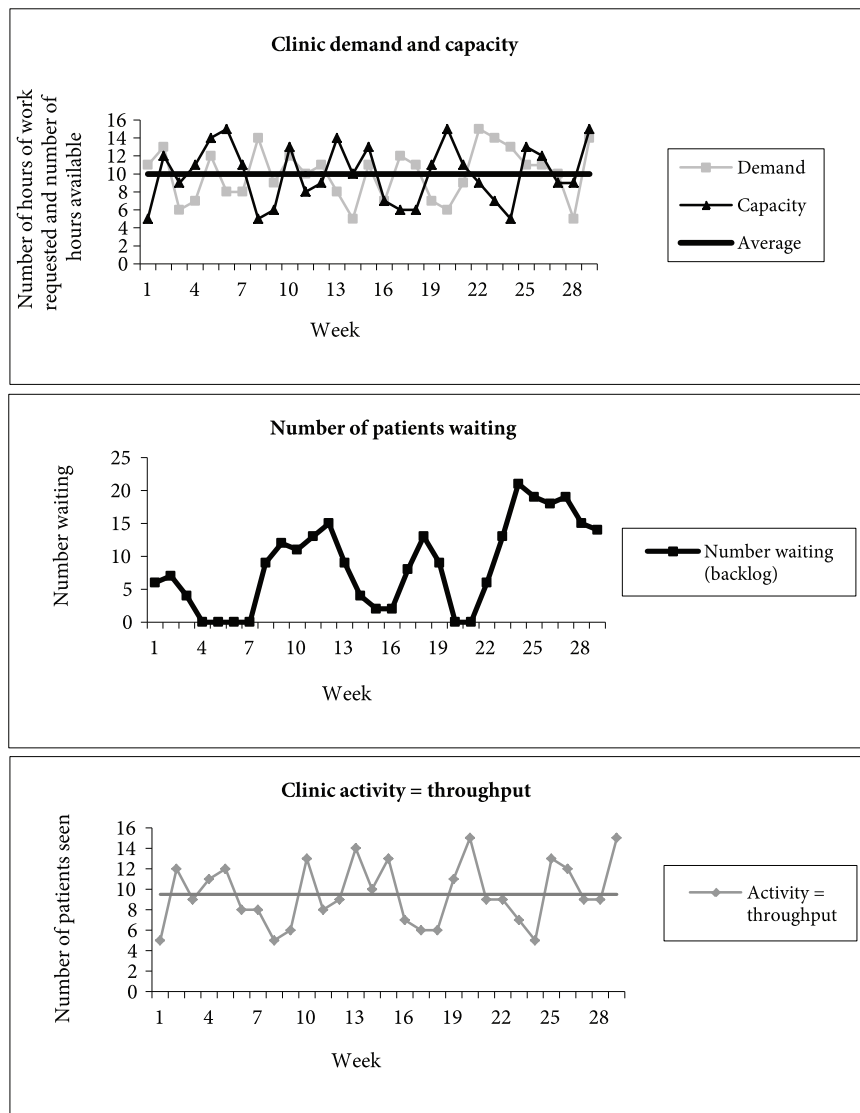 Clinic demand and capacity
Number of hours of work
requested and number of
hours available
16
14
12
10
8
6
4
2
0
1 4 7 10 13 16 19 22 25 28
Week
Demand
Capacity
Average
Number of patients waiting
Number waiting
25
20
15
10
5
0
1 4 7 10 13 16 19 22 25 28
Week
Number waiting
(backlog)
Clinic activity = throughput
Number of patients seen
16
14
12
10
8
6
4
2
0
1 4 7 10 13 16 19 22 25 28
Week
Activity =
throughput